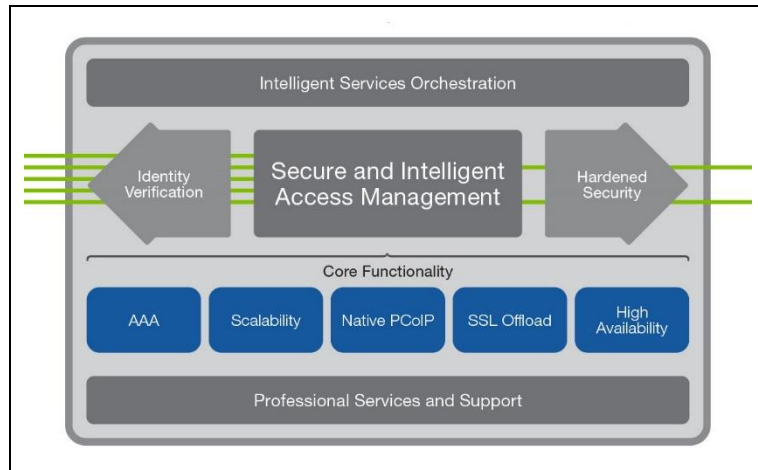 Intelligent Services Orchestration
Identity
Verification
Secure and Intelligent
Access Management
Hardened
Security
Core Functionality
AAA
Scalability
Native PCoIP
SSL Offload
High
Availability
Professional Services and Support